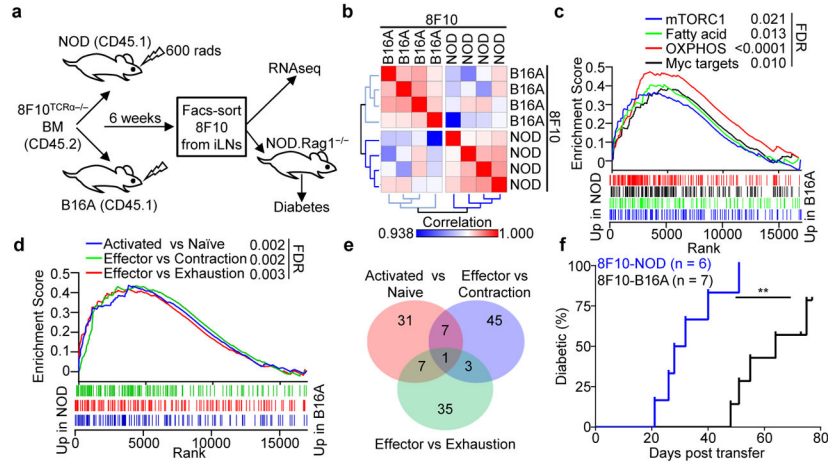 a
NOD (CD45.1)
600 rads
8F10TCRα–/–
BM
(CD45.2)
6 weeks
Facs-sort
8F10
from iLNs
RNAseq
NOD.Rag1–/–
Diabetes
B16A (CD45.1)
b
8F10
B16A
B16A
B16A
B16A
NOD
NOD
NOD
NOD
B16A
B16A
B16A
B16A
NOD
NOD
NOD
NOD
8F10
Correlation
0.938
1.000
c
mTORC1 0.021
Fatty acid 0.013
OXPHOS <0.0001
Myc targets 0.010
FDR
Enrichment Score
0.5
0.4
0.3
0.2
0.1
0
Up in NOD
Up in B16A
0 5000 10000 15000
Rank
d
Activated vs Naïve 0.002
Effector vs Contraction 0.002
Effector vs Exhaustion 0.003
FDR
Enrichment Score
0.5
0.4
0.3
0.2
0.1
0
Up in NOD
Up in B16A
0 5000 10000 15000
Rank
e
Activated vs
Naive
Effector vs
Contraction
31
7
45
7
1
3
35
Effector vs Exhaustion
f
8F10-NOD (n = 6)
8F10-B16A (n = 7)
**
Diabetic (%)
100
75
50
25
0
0 20 40 60 80
Days post transfer